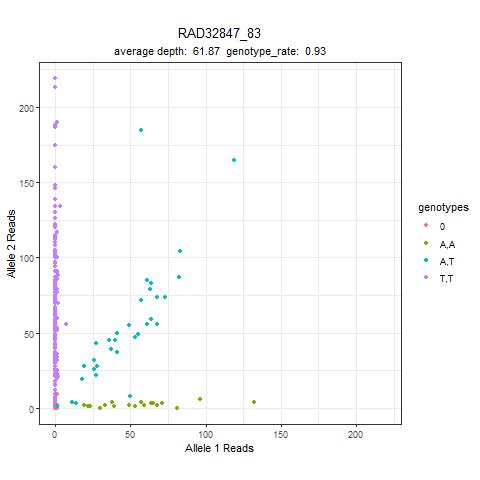 RAD32847_83
average depth:  61.87  genotype_rate:  0.93
Allele 2 Reads
200
150
100
50
0
0
50
100
150
200
Allele 1 Reads
genotypes
0
A,A
A,T
T,T